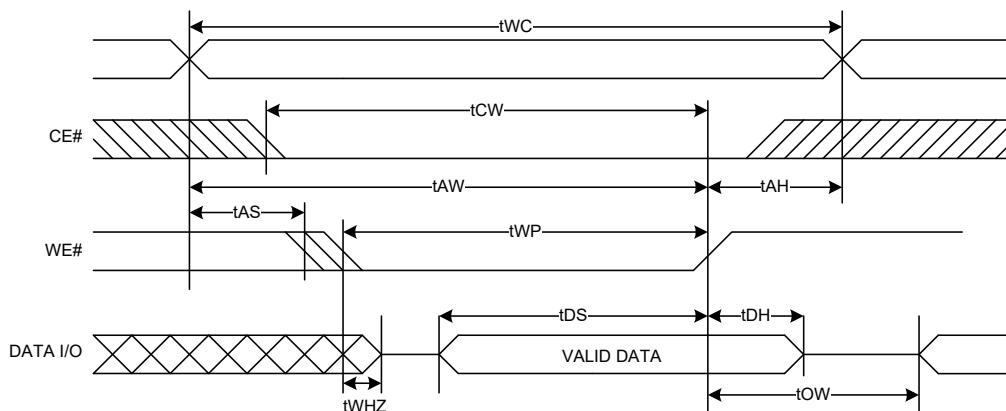 tWC
tCW
CE#
tAW
tAH
tAS
tWP
WE#
tDS
tDH
DATA I/O
VALID DATA
tWHZ
tOW